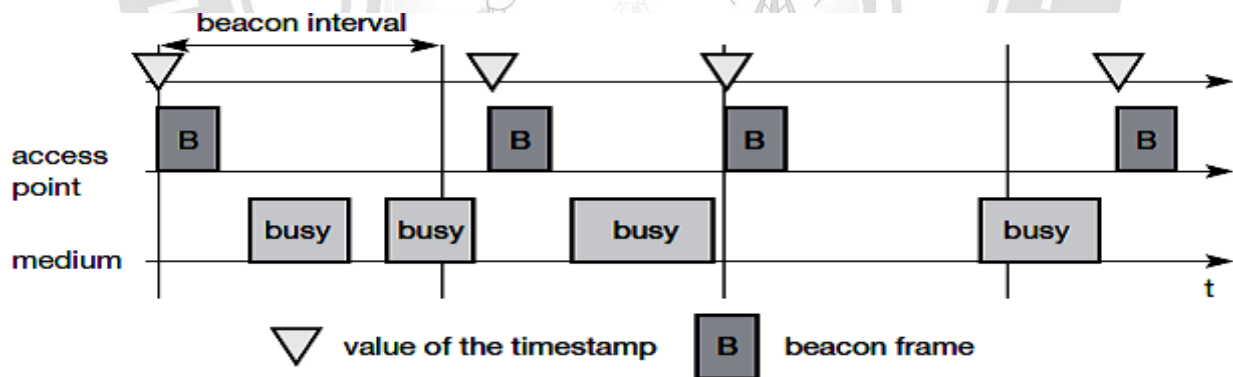 beacon interval
B B B B
access
point
busy busy busy busy
medium
t
value of the timestamp B beacon frame